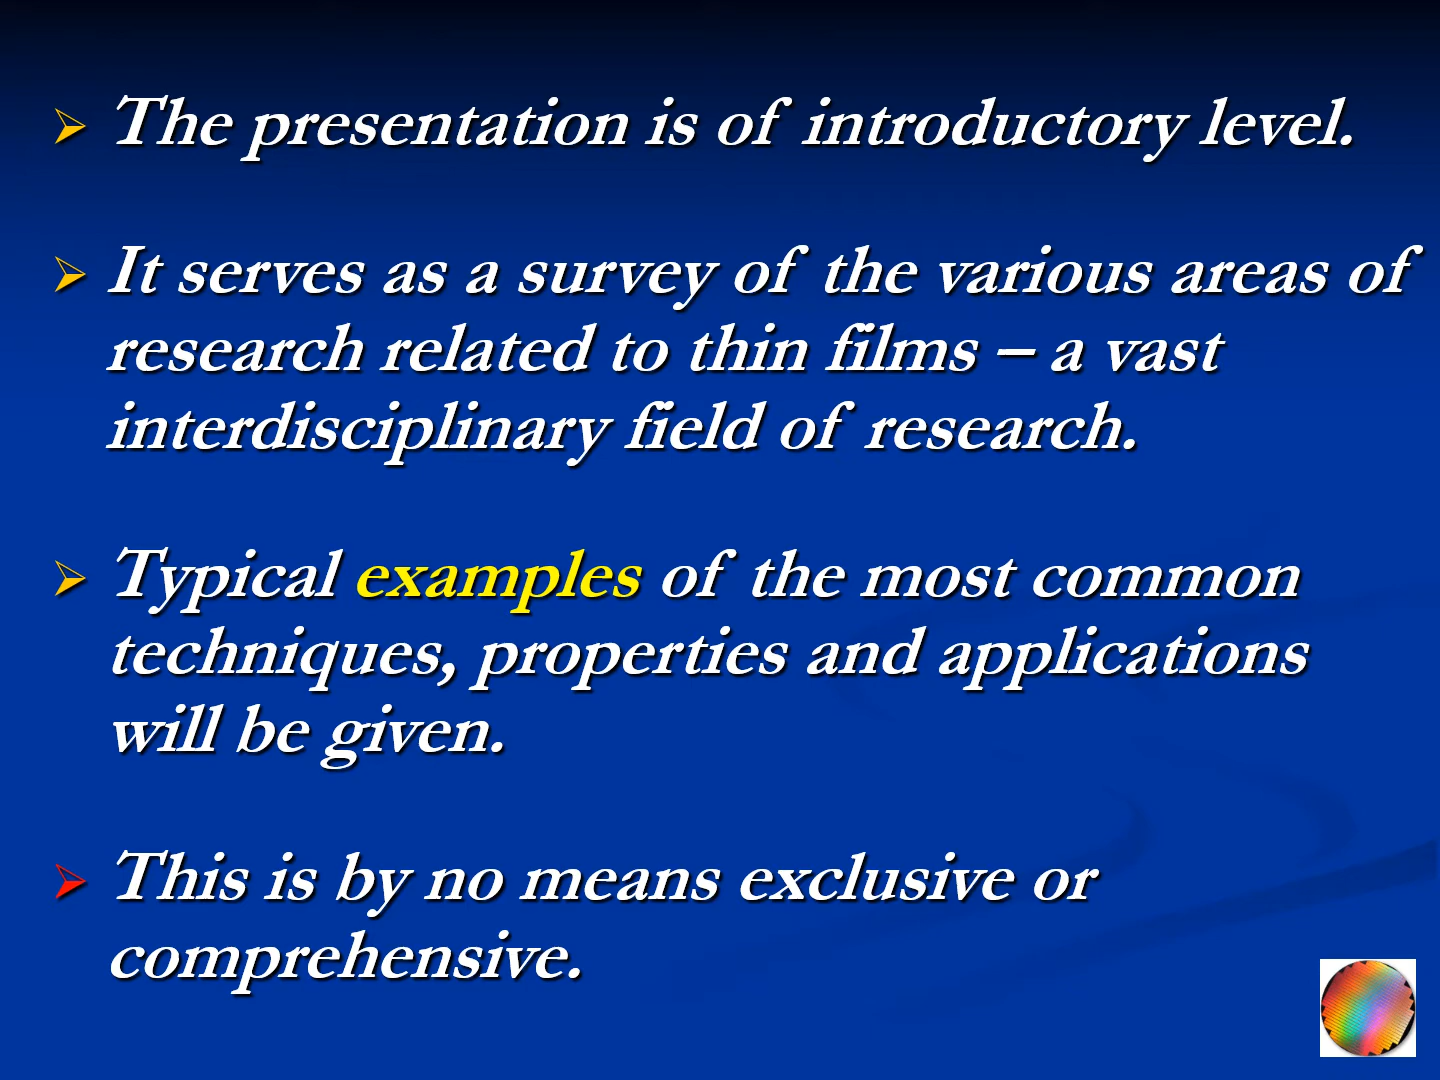 The presentation is of introductory level.
It serves as a survey of the various areas of
research related to thin films – a vast
interdisciplinary field of research.
Typical examples of the most common
techniques, properties and applications
will be given.
This is by no means exclusive or
comprehensive.